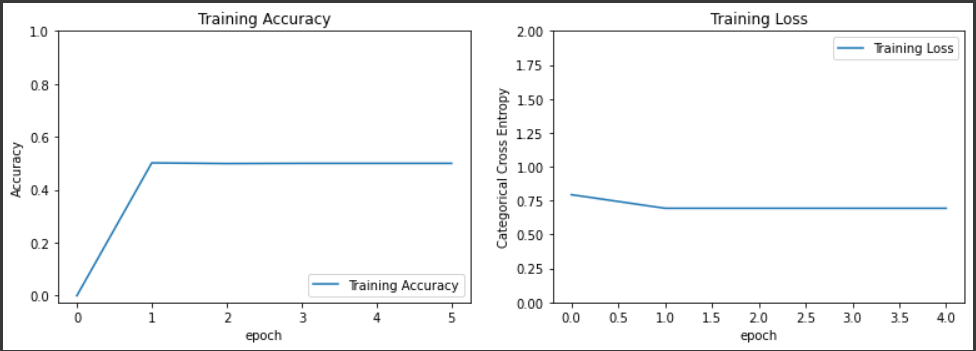 Training Accuracy
1.0
0.8
0.6
0.4
0.2
0.0
Accuracy
Training Accuracy
0 1 2 3 4 5
epoch
Training Loss
2.00
1.75
1.50
1.25
1.00
0.75
0.50
0.25
0.00
Categorical Cross Entropy
Training Loss
0.0 0.5 1.0 1.5 2.0 2.5 3.0 3.5 4.0
epoch